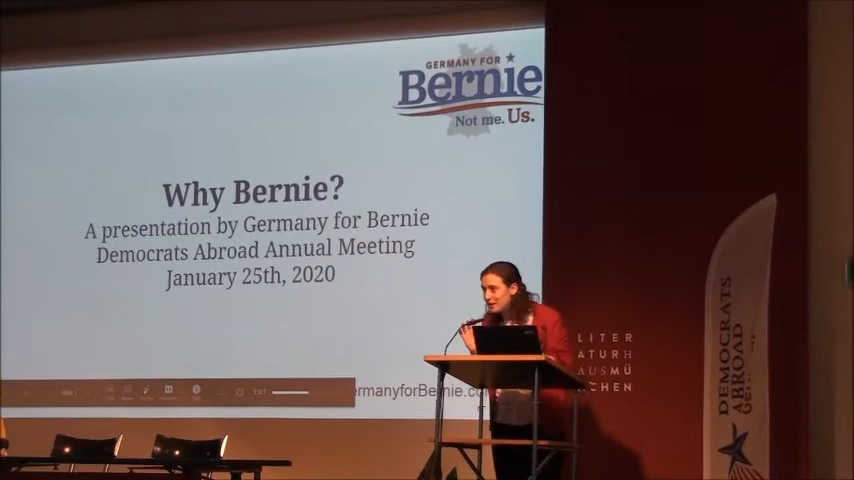 GERMANY FOR
Bernie
Not me. Us.
Why Bernie?
A presentation by Germany for Bernie
Democrats Abroad Annual Meeting
January 25th, 2020
EXIT
ermanyforBernie.co
LITER
ATURH
AUSMÜ
CHEN
DEMOCRATS
ABROAD